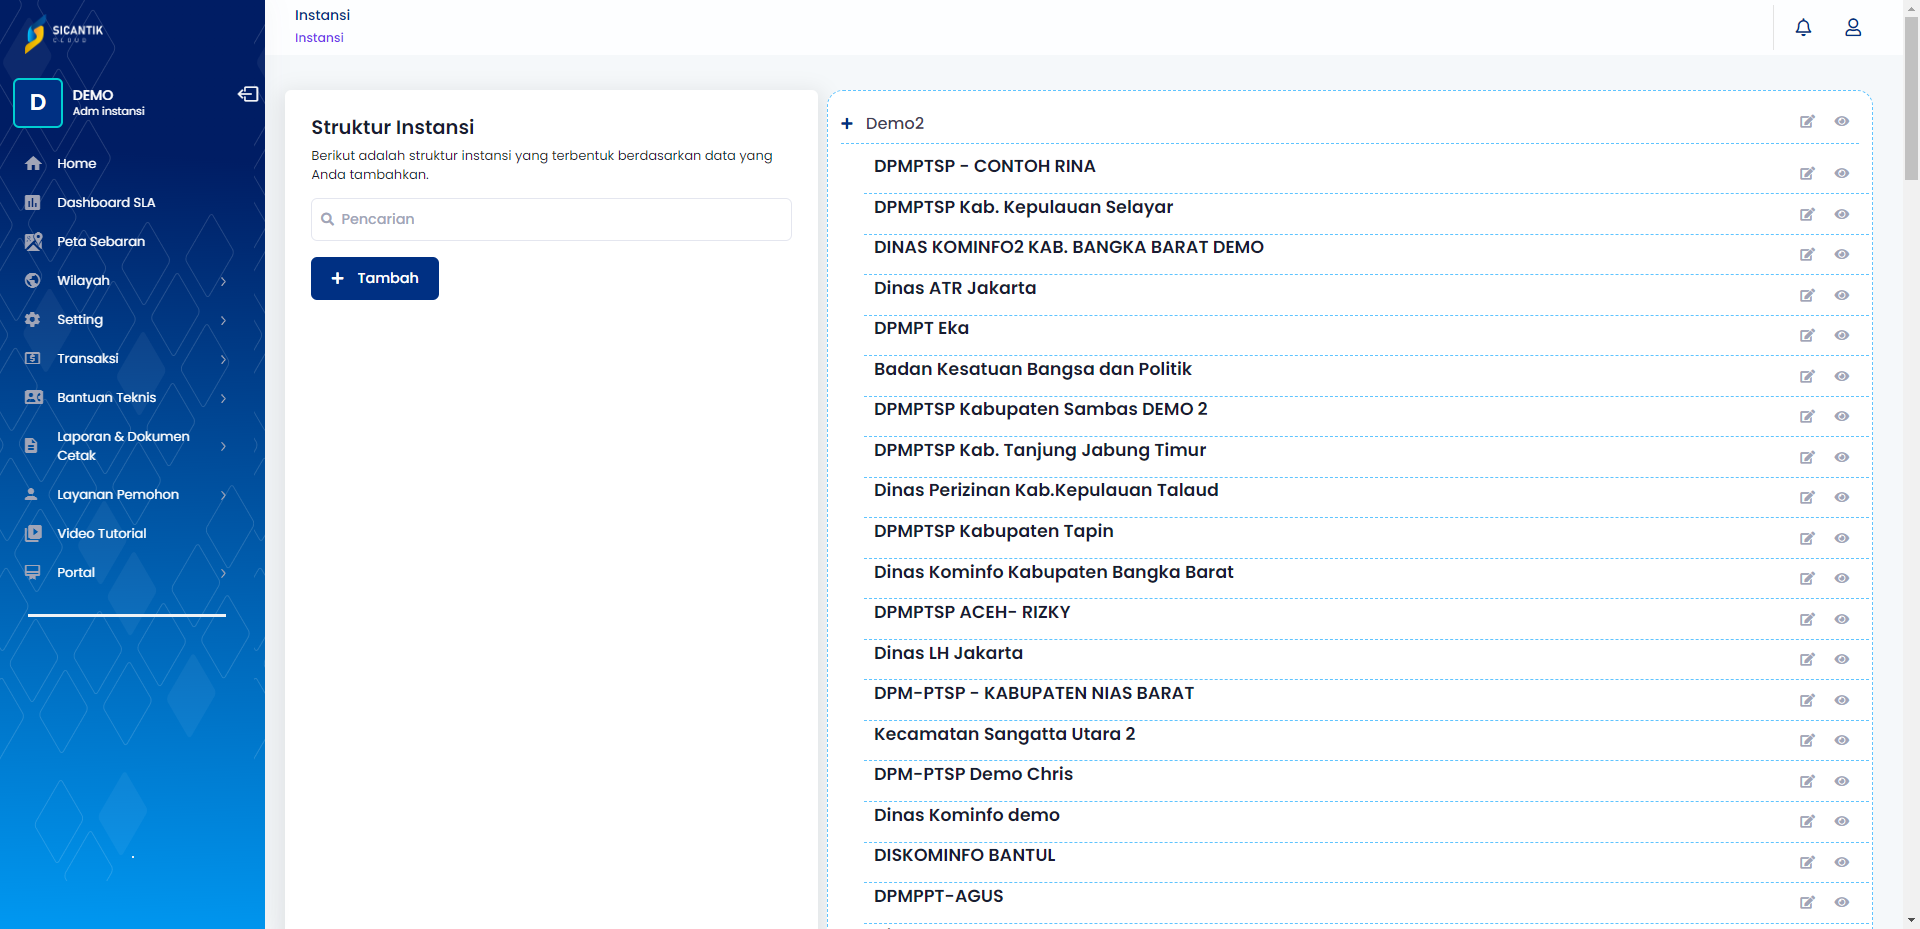 SICANTIK
CLOUD
D
DEMO
Adm instansi
Home
Dashboard SLA
Peta Sebaran
Wilayah
Setting
Transaksi
Bantuan Teknis
Laporan & Dokumen
Cetak
Layanan Pemohon
Video Tutorial
Portal
Instansi
Instansi
Struktur Instansi
Berikut adalah struktur instansi yang terbentuk berdasarkan data yang
Anda tambahkan.
Pencarian
+ Tambah
+ Demo2
DPMPTSP - CONTOH RINA
DPMPTSP Kab. Kepulauan Selayar
DINAS KOMINFO2 KAB. BANGKA BARAT DEMO
Dinas ATR Jakarta
DPMPT Eka
Badan Kesatuan Bangsa dan Politik
DPMPTSP Kabupaten Sambas DEMO 2
DPMPTSP Kab. Tanjung Jabung Timur
Dinas Perizinan Kab.Kepulauan Talaud
DPMPTSP Kabupaten Tapin
Dinas Kominfo Kabupaten Bangka Barat
DPMPTSP ACEH- RIZKY
Dinas LH Jakarta
DPM-PTSP - KABUPATEN NIAS BARAT
Kecamatan Sangatta Utara 2
DPM-PTSP Demo Chris
Dinas Kominfo demo
DISKOMINFO BANTUL
DPMPPT-AGUS